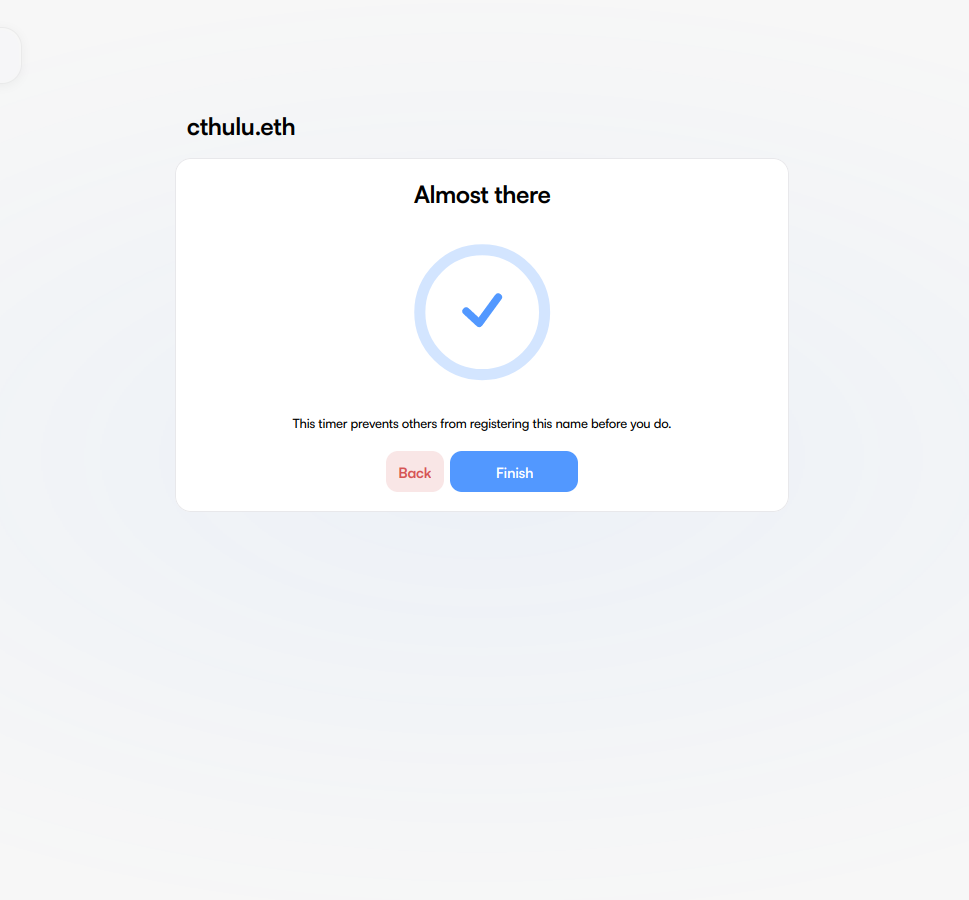 cthulu.eth
Almost there
This timer prevents others from registering this name before you do.
Back
Finish